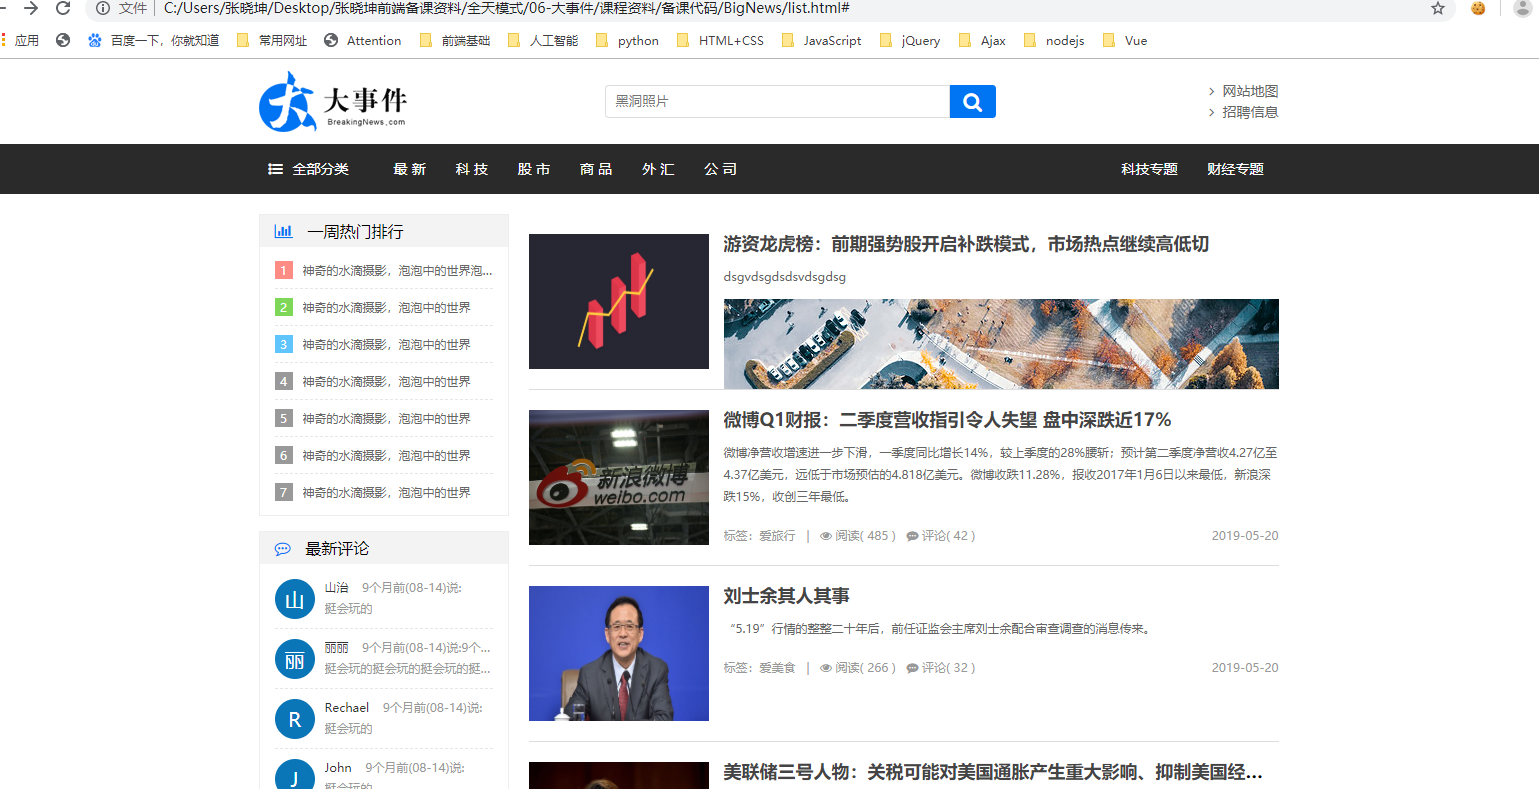 文件 | C:/Users/张晓坤/Desktop/张晓坤前端备课资料/全天模式/06-大事件/课程资料/备课代码/BigNews/list.html#
应用 百度一下，你就知道 常用网址 Attention 前端基础 人工智能 python HTML+CSS JavaScript jQuery Ajax nodejs Vue
大事件
BreakingNews.com
黑洞照片
网站地图
招聘信息
全部分类 最 新 科 技 股 市 商 品 外 汇 公 司 科技专题 财经专题
一周热门排行
1 神奇的水滴摄影，泡泡中的世界泡...
2 神奇的水滴摄影，泡泡中的世界
3 神奇的水滴摄影，泡泡中的世界
4 神奇的水滴摄影，泡泡中的世界
5 神奇的水滴摄影，泡泡中的世界
6 神奇的水滴摄影，泡泡中的世界
7 神奇的水滴摄影，泡泡中的世界
最新评论
山 山治 9个月前(08-14)说:
挺会玩的
丽 丽丽 9个月前(08-14)说:9个...
挺会玩的挺会玩的挺会玩的挺...
R Rechael 9个月前(08-14)说:
挺会玩的
J John 9个月前(08-14)说:
挺会玩的
游资龙虎榜：前期强势股开启补跌模式，市场热点继续高低切
dsgvdsgdsdsvdsgdsg
新浪微博
weibo.com
微博Q1财报：二季度营收指引令人失望 盘中深跌近17%
微博净营收增速进一步下滑，一季度同比增长14%，较上季度的28%腰斩；预计第二季度净营收4.27亿至
4.37亿美元，远低于市场预估的4.818亿美元。微博收跌11.28%，报收2017年1月6日以来最低，新浪深
跌15%，收创三年最低。
标签：爱旅行 | 阅读( 485 ) 评论( 42 ) 2019-05-20
刘士余其人其事
“5.19”行情的整整二十年后，前任证监会主席刘士余配合审查调查的消息传来。
标签：爱美食 | 阅读( 266 ) 评论( 32 ) 2019-05-20
美联储三号人物：关税可能对美国通胀产生重大影响、抑制美国经...